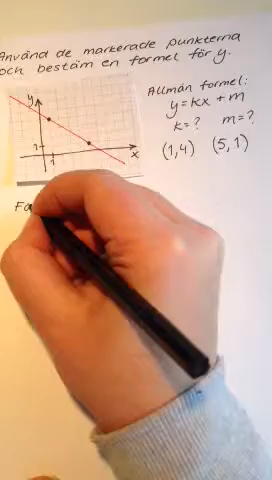 Använd de markerade punkterna
och bestäm en formel för y.
Allmän formel:
y = kx + m
k = ? m = ?
(1,4) (5,1)
y
1
1
x